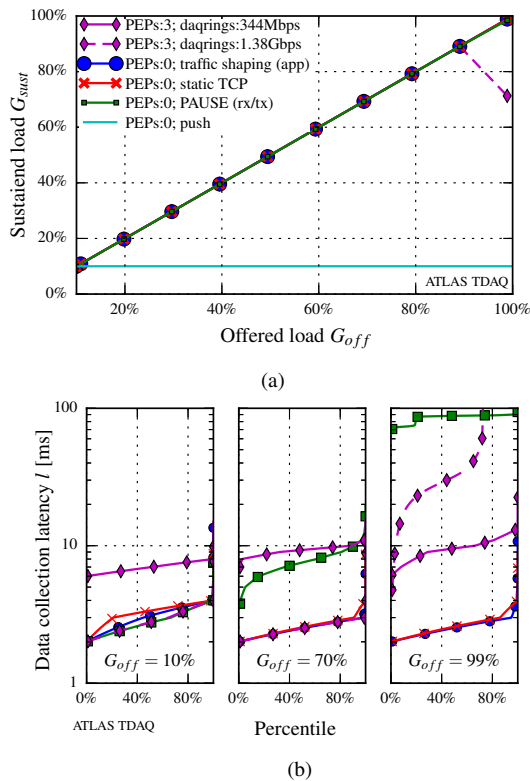 PEPs:3; daqrings:344Mbps
PEPs:3; daqrings:1.38Gbps
PEPs:0; traffic shaping (app)
PEPs:0; static TCP
PEPs:0; PAUSE (rx/tx)
PEPs:0; push
100%
80%
60%
40%
20%
10%
0%
Sustaiend load G_sust
ATLAS TDAQ
20% 40% 60% 80% 100%
Offered load G_off
(a)
100
10
1
Data collection latency l [ms]
G_off = 10%
G_off = 70%
G_off = 99%
0% 40% 80% 0% 40% 80% 0% 40% 80%
ATLAS TDAQ
Percentile
(b)